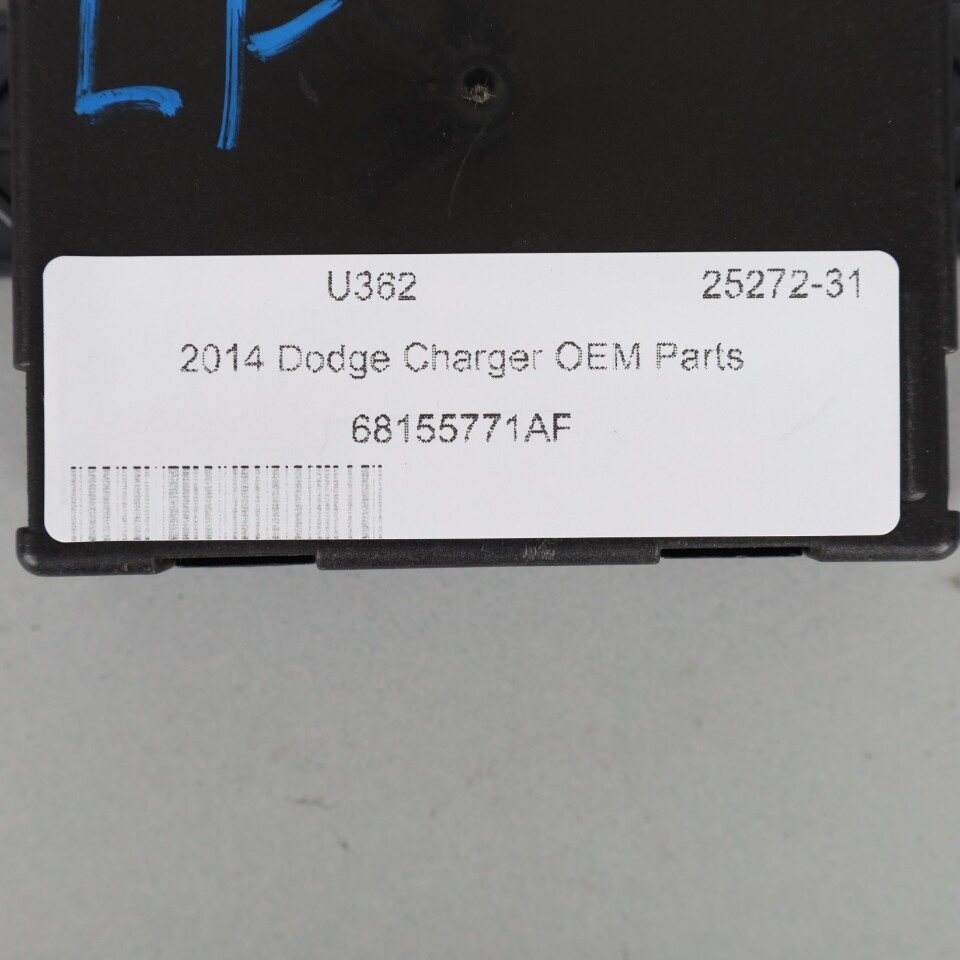 U362 25272-31
2014 Dodge Charger OEM Parts
68155771AF